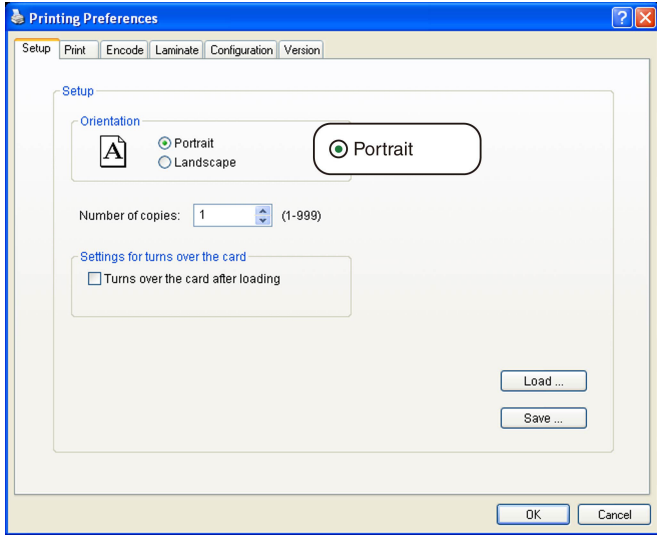 Printing Preferences
Setup Print Encode Laminate Configuration Version
Setup
Orientation
A
Portrait
Landscape
Portrait
Number of copies: 1 (1-999)
Settings for turns over the card
Turns over the card after loading
Load ...
Save ...
OK Cancel